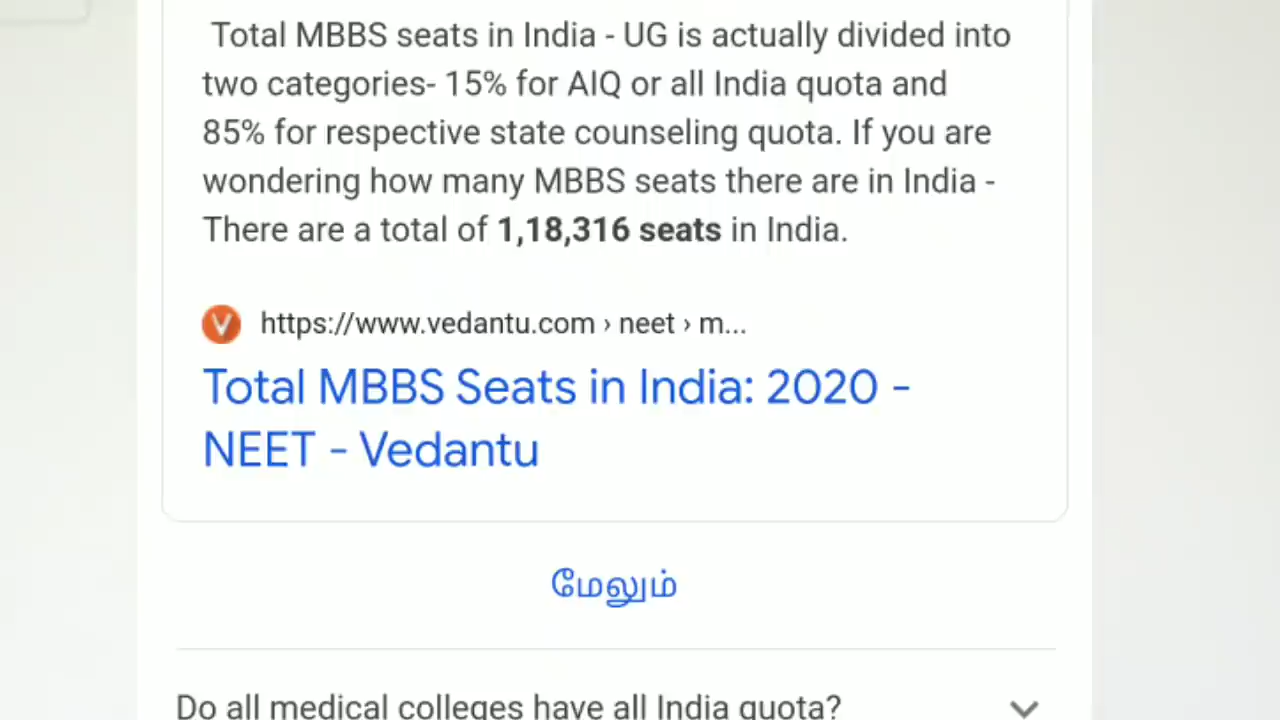 Total MBBS seats in India - UG is actually divided into
two categories- 15% for AIQ or all India quota and
85% for respective state counseling quota. If you are
wondering how many MBBS seats there are in India -
There are a total of 1,18,316 seats in India.
V https://www.vedantu.com › neet › m...
Total MBBS Seats in India: 2020 -
NEET - Vedantu
மேலும்
Do all medical colleges have all India quota?